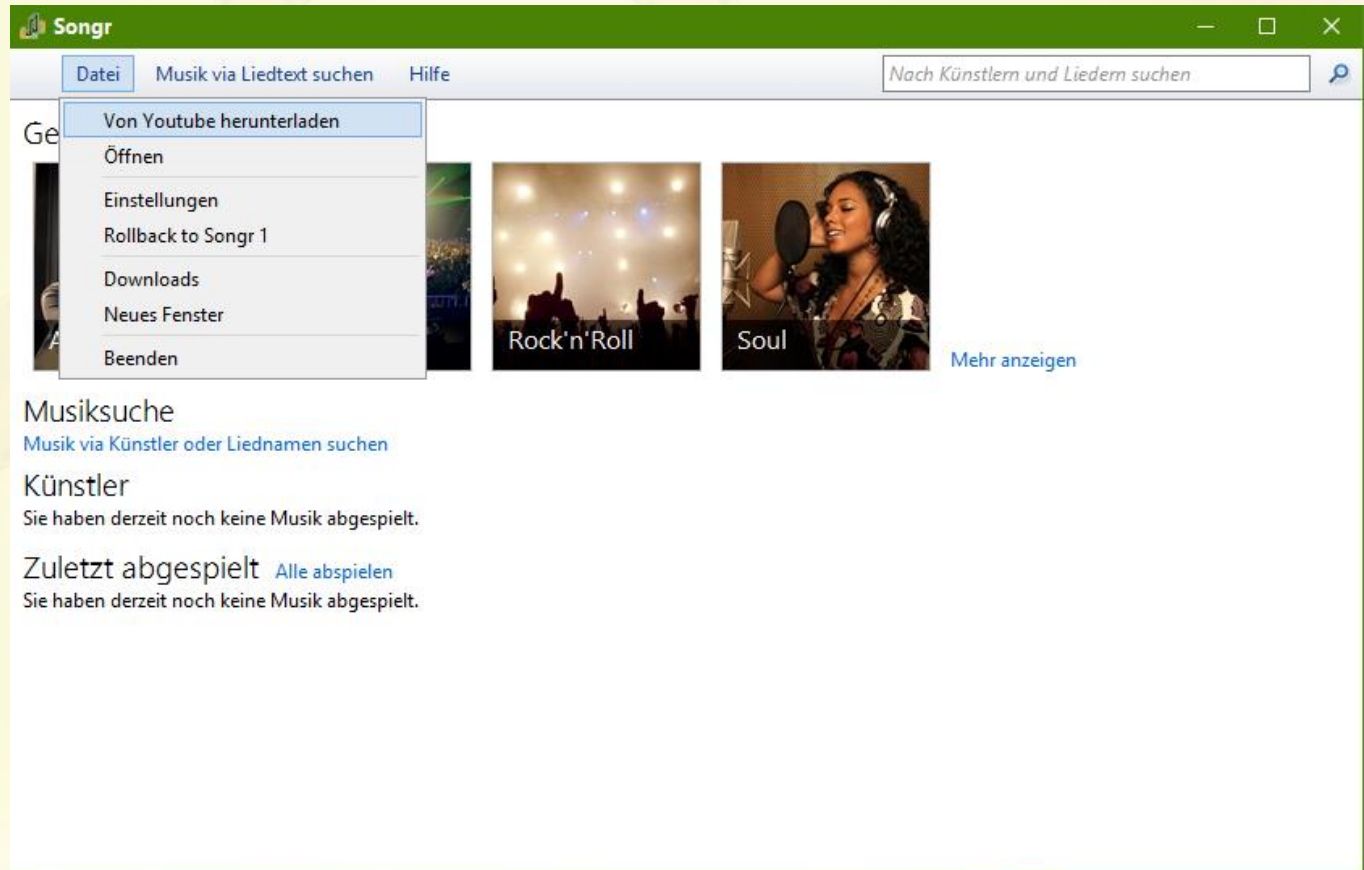 Songr
Datei Musik via Liedtext suchen Hilfe
Nach Künstlern und Liedern suchen
Von Youtube herunterladen
Öffnen
Einstellungen
Rollback to Songr 1
Downloads
Neues Fenster
Beenden
Rock'n'Roll
Soul
Mehr anzeigen
Musiksuche
Musik via Künstler oder Liednamen suchen
Künstler
Sie haben derzeit noch keine Musik abgespielt.
Zuletzt abgespielt Alle abspielen
Sie haben derzeit noch keine Musik abgespielt.